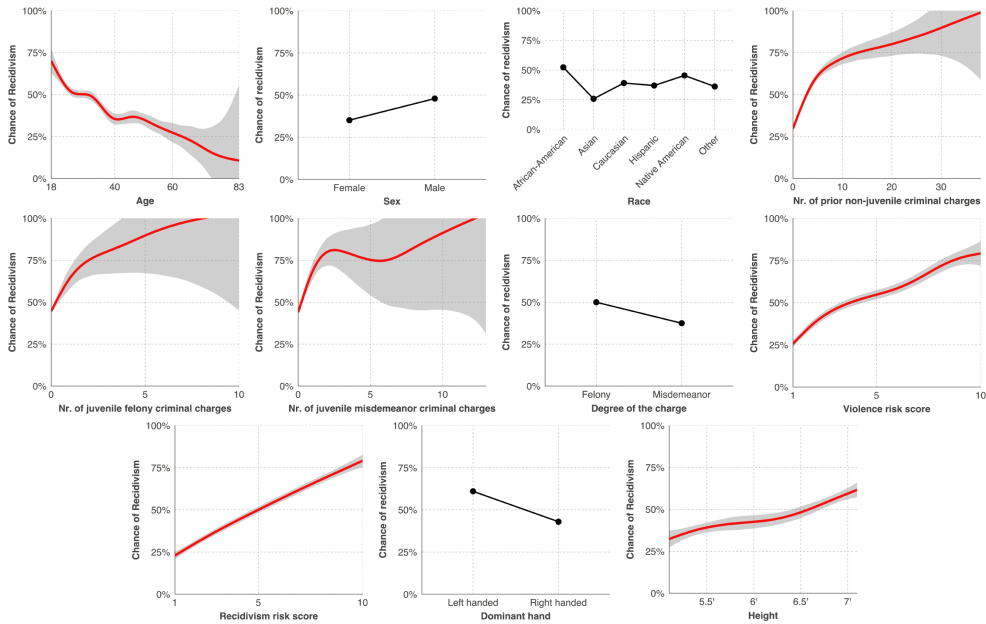 100%
75%
50%
25%
0%
Chance of Recidivism
18
40
60
83
Age
100%
75%
50%
25%
0%
Chance of Recidivism
Female
Male
Sex
100%
75%
50%
25%
0%
Chance of recidivism
African-American
Asian
Caucasian
Hispanic
Native American
Other
Race
100%
75%
50%
25%
0%
Chance of Recidivism
0
10
20
30
Nr. of prior non-juvenile criminal charges
100%
75%
50%
25%
0%
Chance of Recidivism
0
5
10
Nr. of juvenile felony criminal charges
100%
75%
50%
25%
0%
Chance of Recidivism
0
5
10
Nr. of juvenile misdemeanor criminal charges
100%
75%
50%
25%
0%
Chance of recidivism
Felony
Misdemeanor
Degree of the charge
100%
75%
50%
25%
0%
Chance of Recidivism
1
5
10
Violence risk score
100%
75%
50%
25%
0%
Chance of Recidivism
1
5
10
Recidivism risk score
100%
75%
50%
25%
0%
Chance of recidivism
Left handed
Right handed
Dominant hand
100%
75%
50%
25%
0%
Chance of Recidivism
5.5'
6'
6.5'
7'
Height